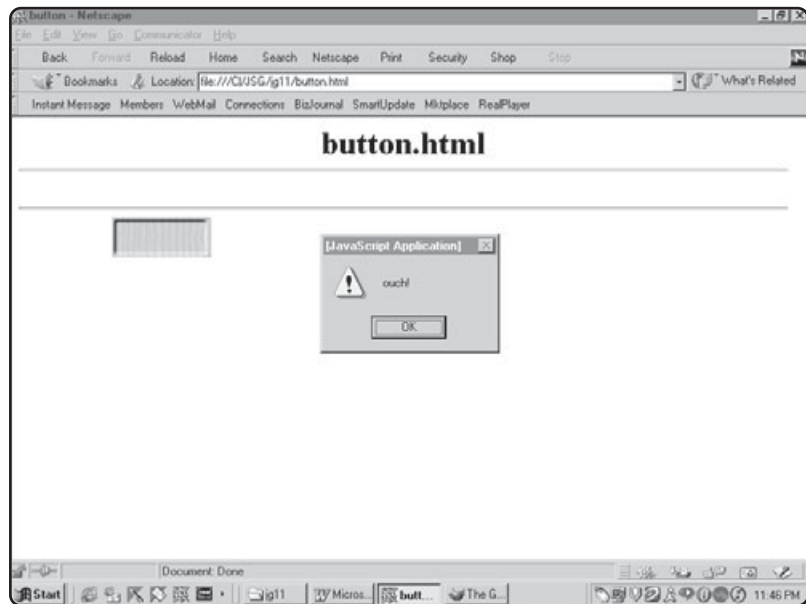 button - Netscape
File Edit View Go Communicator Help
Back Forward Reload Home Search Netscape Print Security Shop Stop
Bookmarks Location: file:///C|/JSG/jg11/button.html What's Related
Instant Message Members WebMail Connections BizJournal SmartUpdate Mktplace RealPlayer
button.html
[JavaScript Application]
ouch!
OK
Document: Done
Start jg11 Micros... butt... The G... 11:46 PM